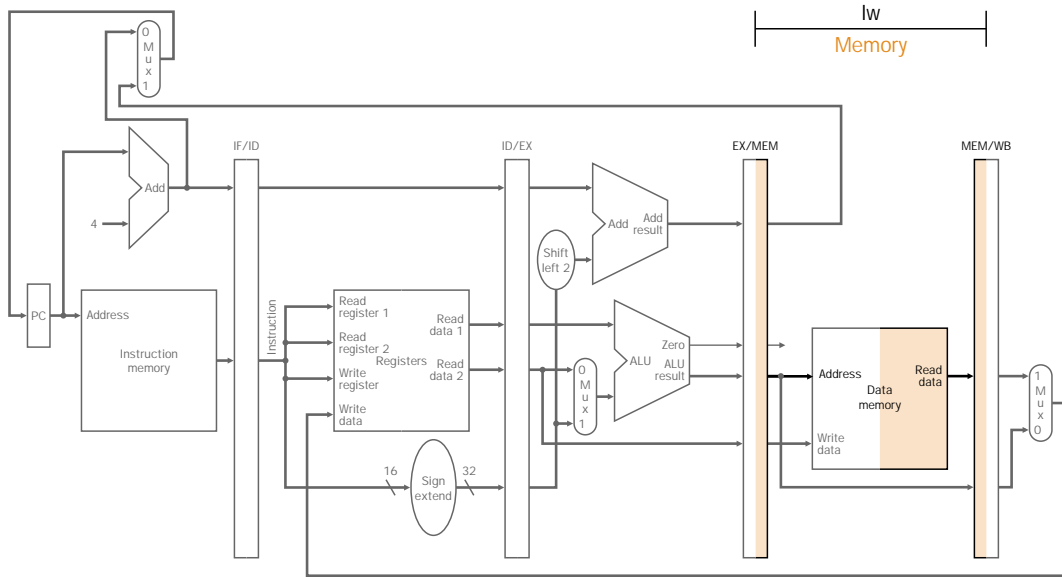 lw
Memory
0
M
u
x
1
IF/ID
ID/EX
EX/MEM
MEM/WB
Add
4
Add
Add
result
Shift
left 2
PC
Address
Instruction
memory
Instruction
Read
register 1
Read
register 2
Write
register
Write
data
Registers
Read
data 1
Read
data 2
0
M
u
x
1
Zero
ALU
ALU
result
Address
Data
memory
Read
data
Write
data
1
M
u
x
0
16
Sign
extend
32